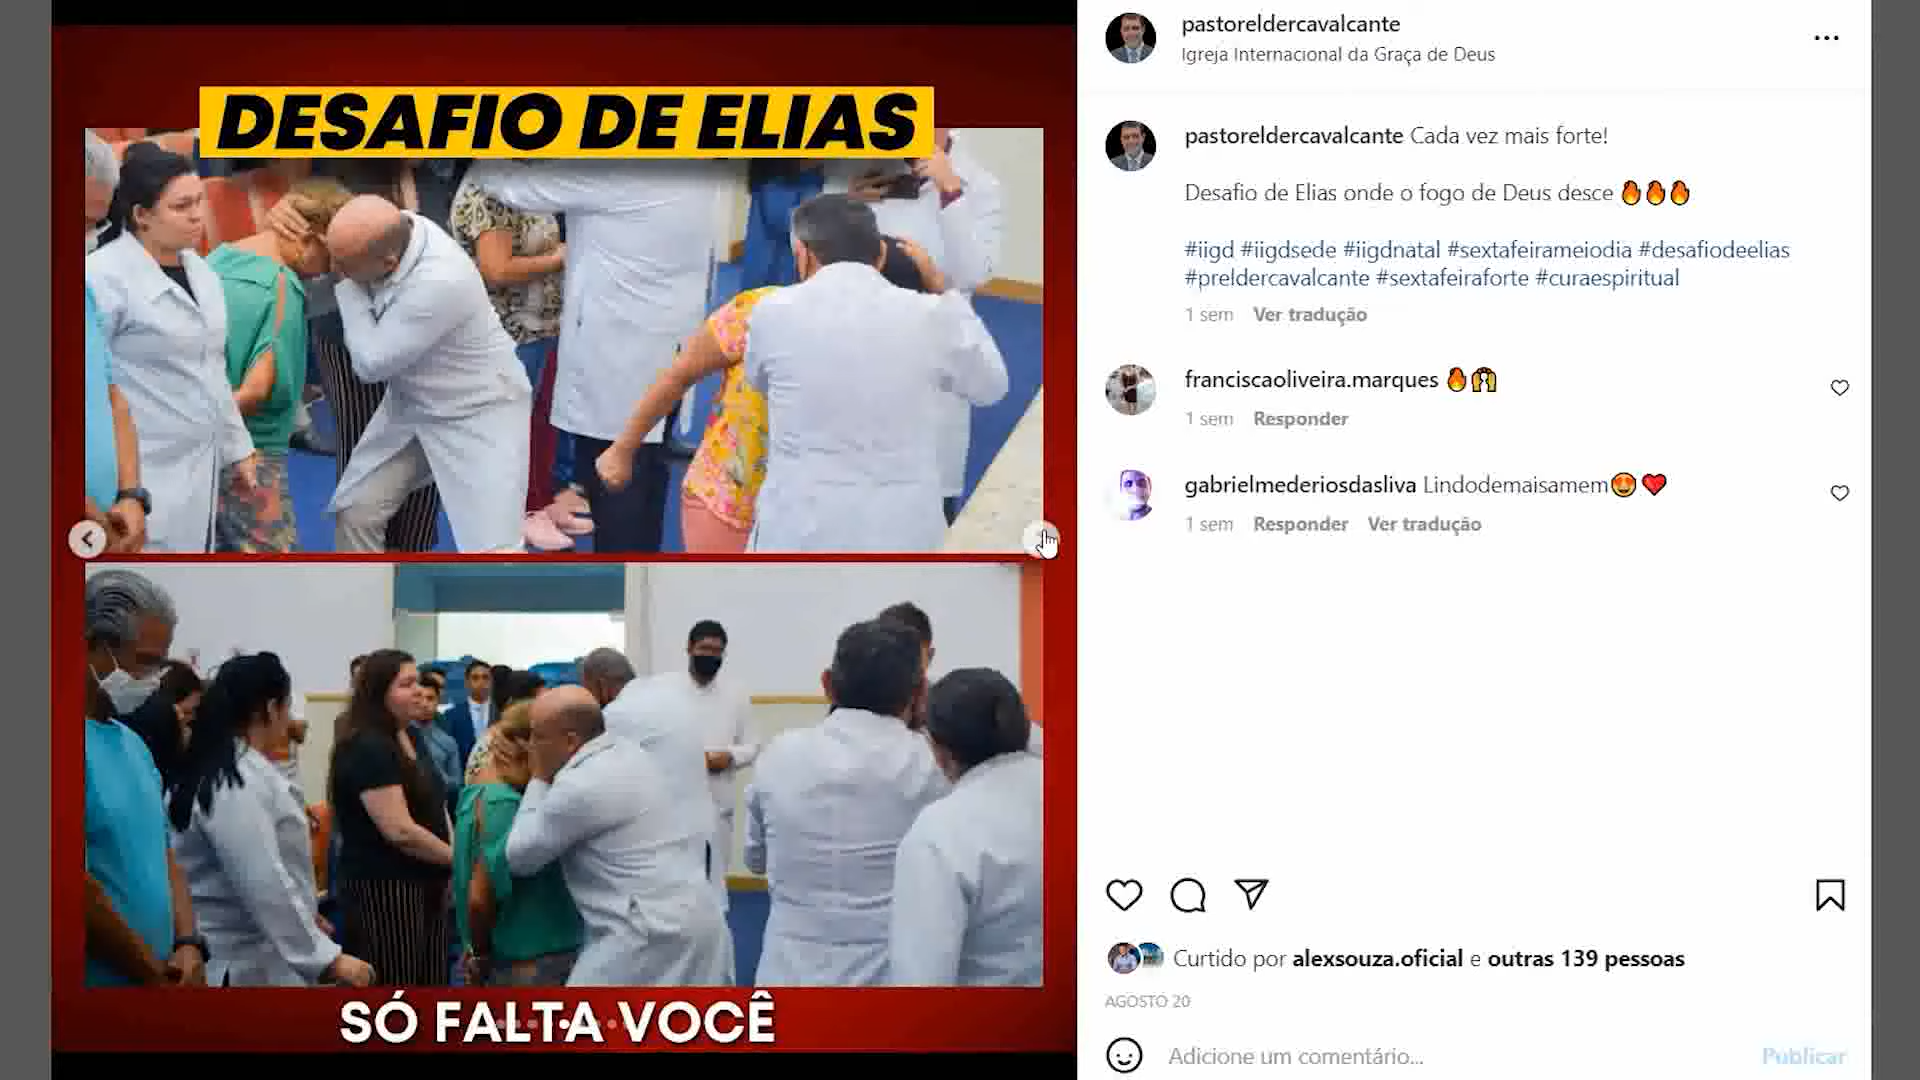 DESAFIO DE ELIAS
SÓ FALTA VOCÊ
pastoreldercavalcante
Igreja Internacional da Graça de Deus
pastoreldercavalcante Cada vez mais forte!
Desafio de Elias onde o fogo de Deus desce 🔥🔥🔥
#iigd #iigdsede #iigdnatal #sextafeirameiodia #desafiodeelias
#preldercavalcante #sextafeiraforte #curaespiritual
1 sem Ver tradução
franciscaoliveira.marques 🔥🙌
1 sem Responder
gabrielmederiosdasliva Lindodemaisamem😍❤️
1 sem Responder Ver tradução
Curtido por alexsouza.oficial e outras 139 pessoas
AGOSTO 20
Adicione um comentário... Publicar